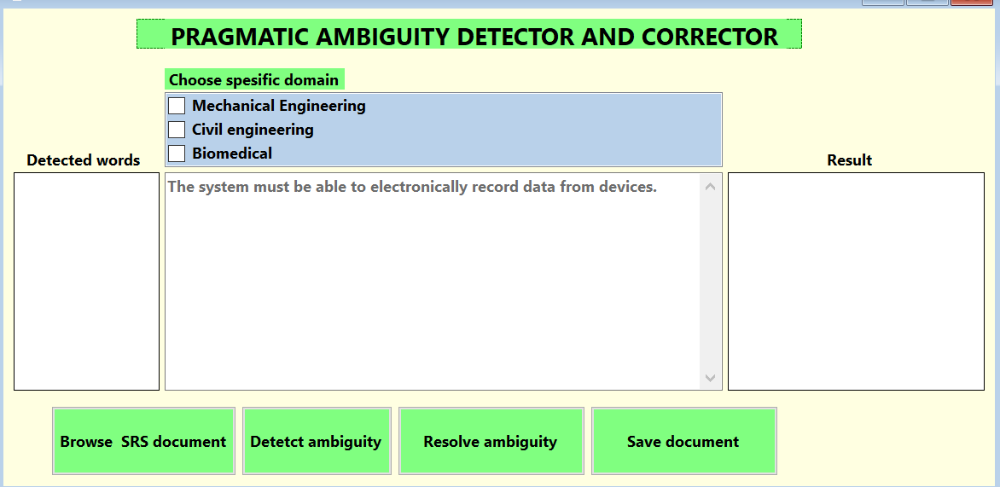 PRAGMATIC AMBIGUITY DETECTOR AND CORRECTOR
Choose spesific domain
Mechanical Engineering
Civil engineering
Biomedical
Detected words
Result
The system must be able to electronically record data from devices.
Browse SRS document
Detetct ambiguity
Resolve ambiguity
Save document